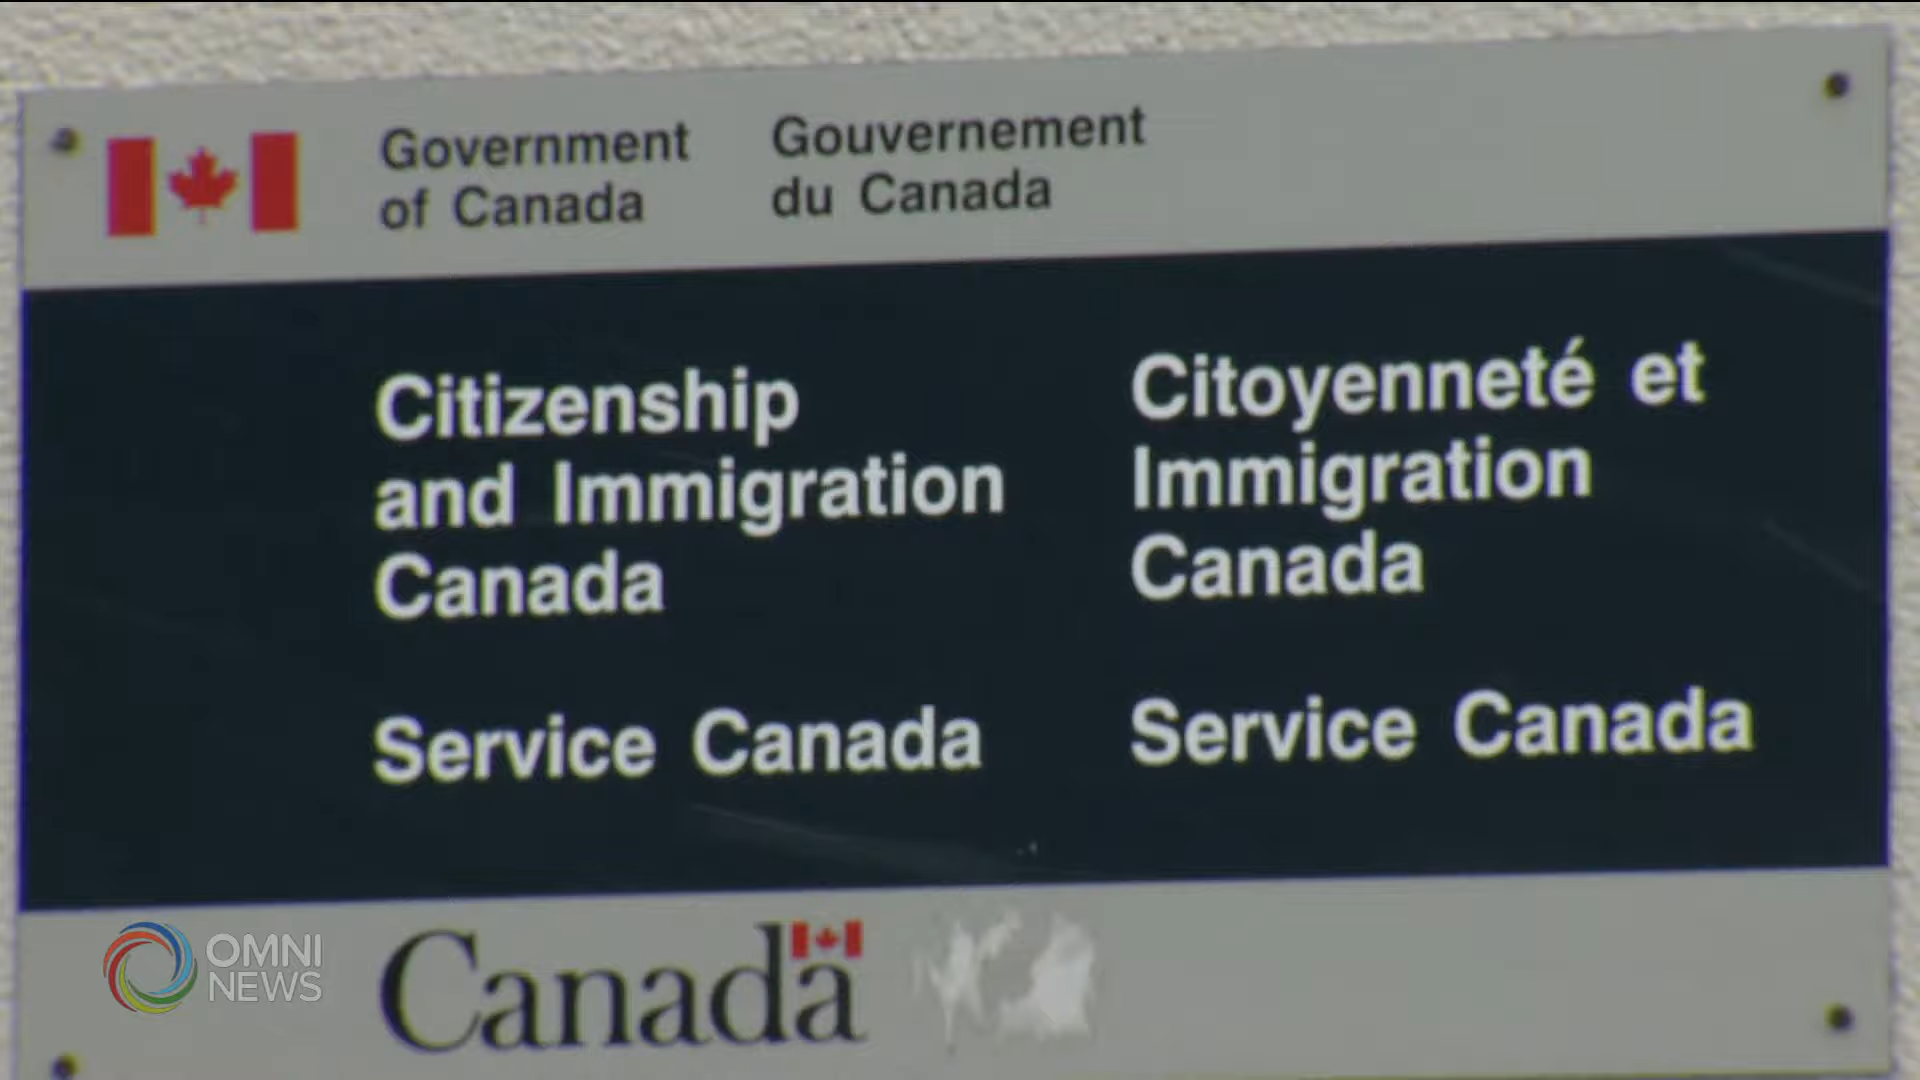 Government
of Canada
Gouvernement
du Canada
Citizenship
and Immigration
Canada
Service Canada
Citoyenneté et
Immigration
Canada
Service Canada
Canada
OMNI
NEWS